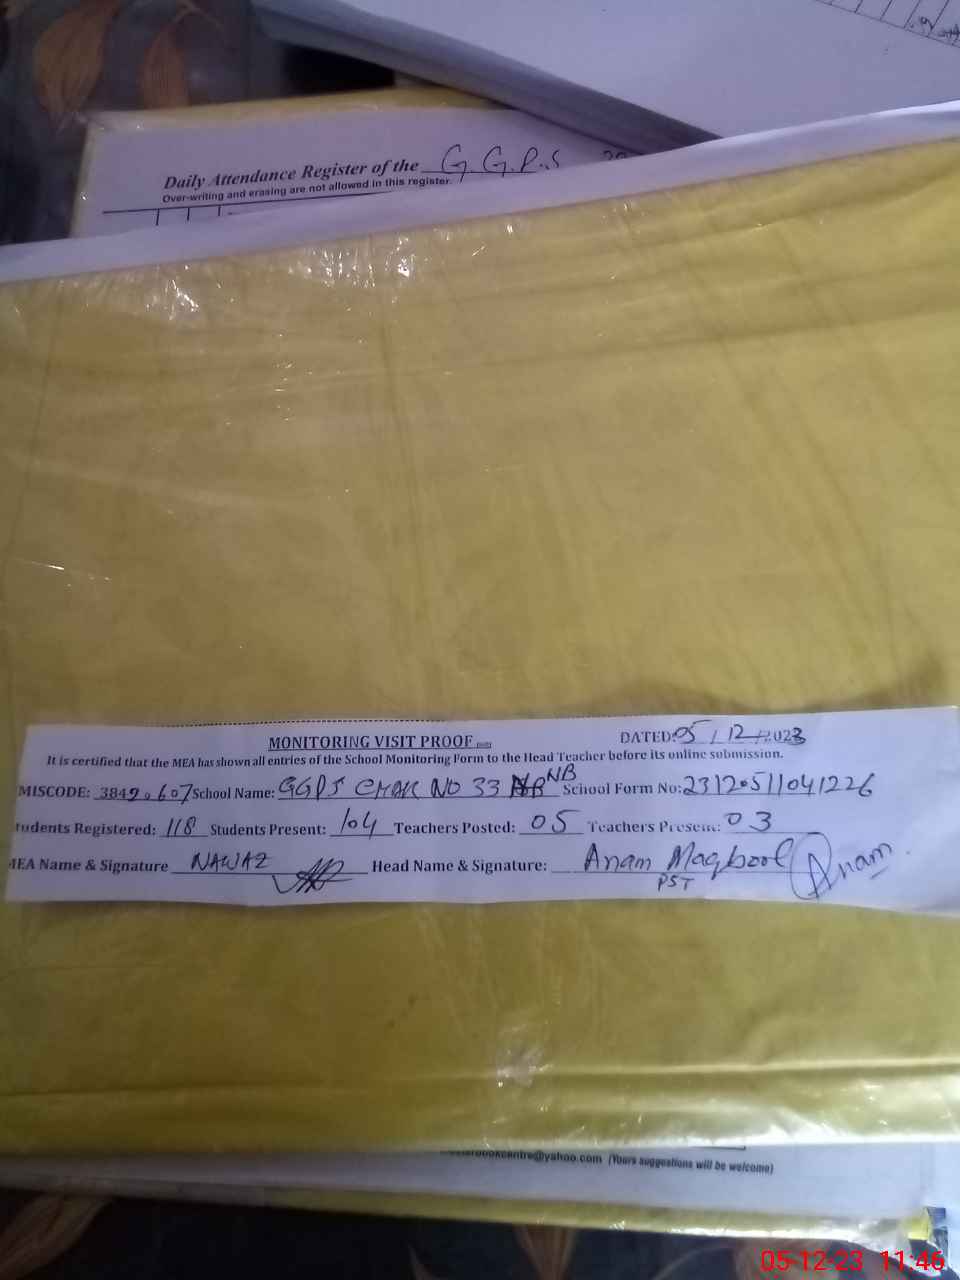 Daily Attendance Register of the G.G.P.S
Over-writing and erasing are not allowed in this register.
MONITORING VISIT PROOF DATED: 05/12/2023
It is certified that the MEA has shown all entries of the School Monitoring Form to the Head Teacher before its online submission.
MISCODE: School Name: GGPS CHAK NO 33 NB School Form No: 23120511041226
tudents Registered: 118 Students Present: 104 Teachers Posted: 05 Teachers Present: 03
MEA Name & Signature NAWAZ Head Name & Signature: Anam Maqbool Anam
PST
@yahoo.com (Yours suggestions will be welcome)
05-12-23 11:46